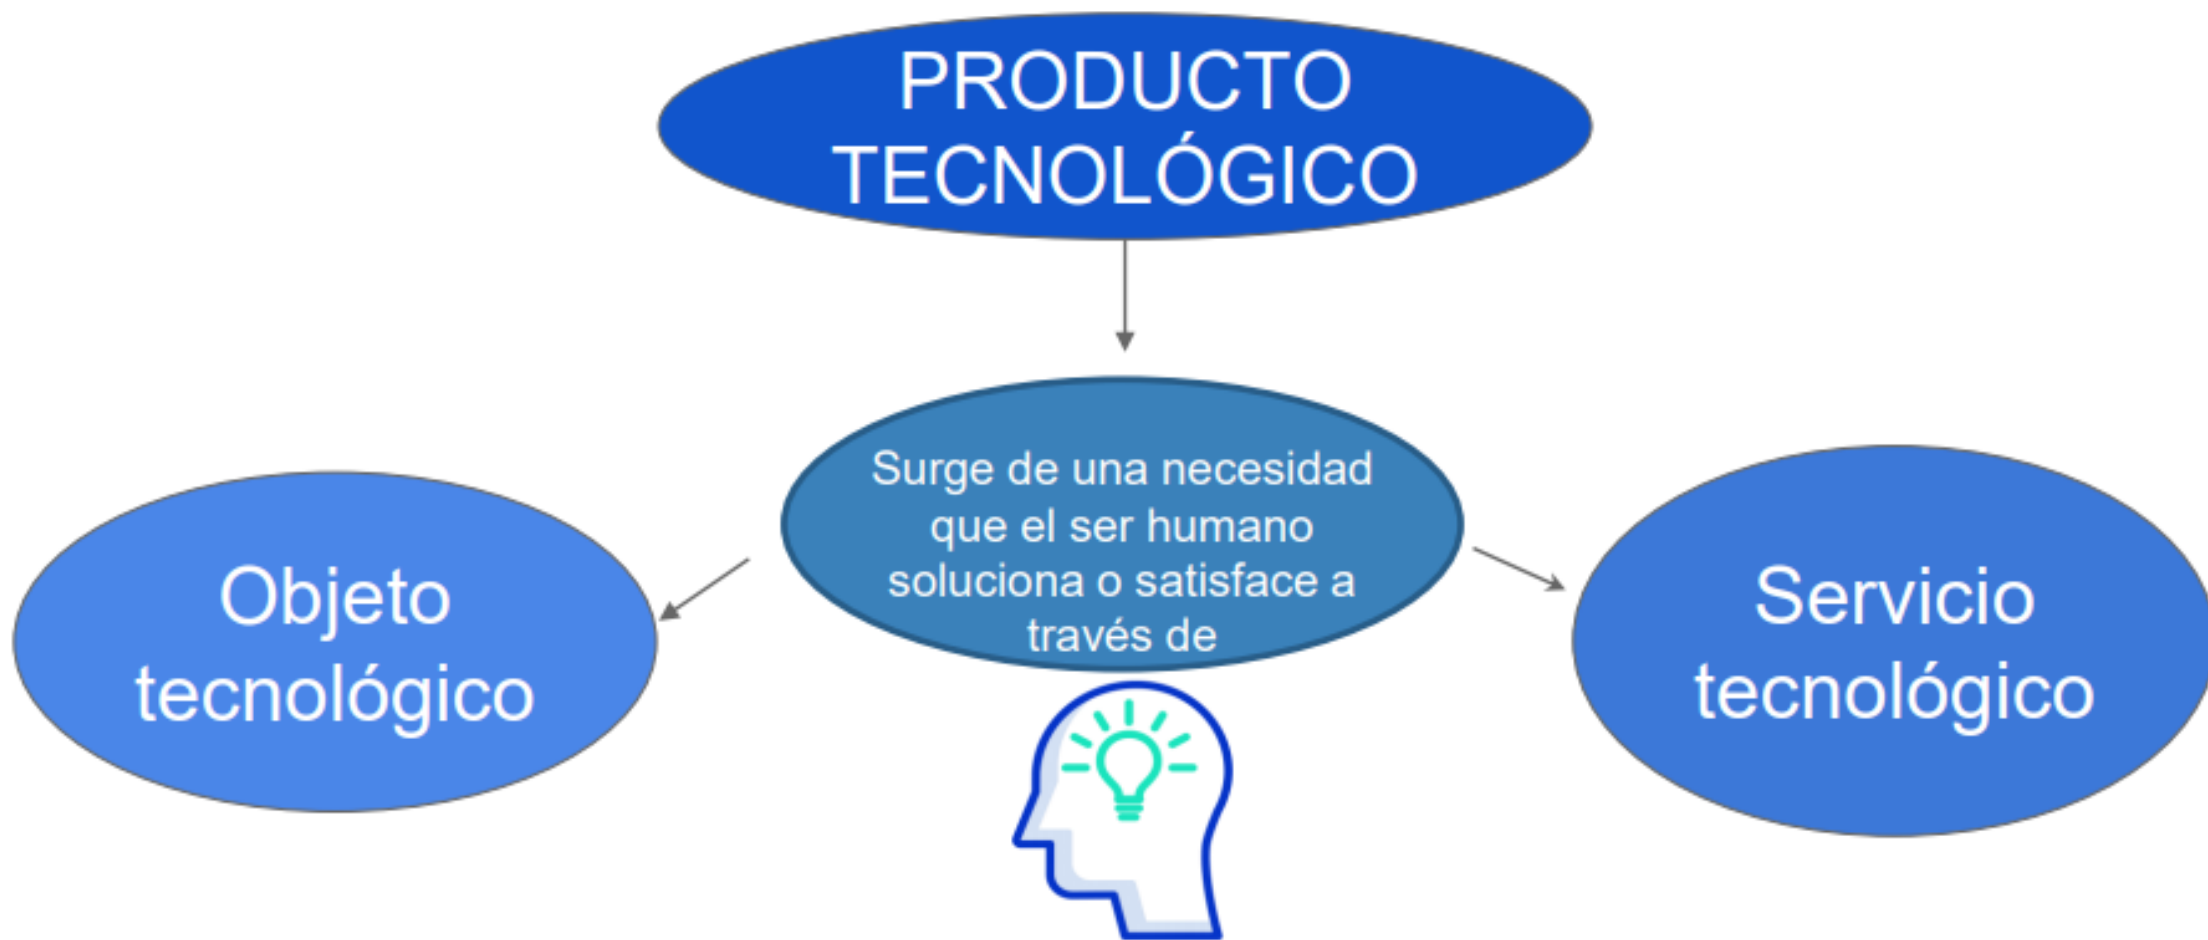 PRODUCTO
TECNOLÓGICO
Surge de una necesidad
que el ser humano
soluciona o satisface a
través de
Objeto
tecnológico
Servicio
tecnológico